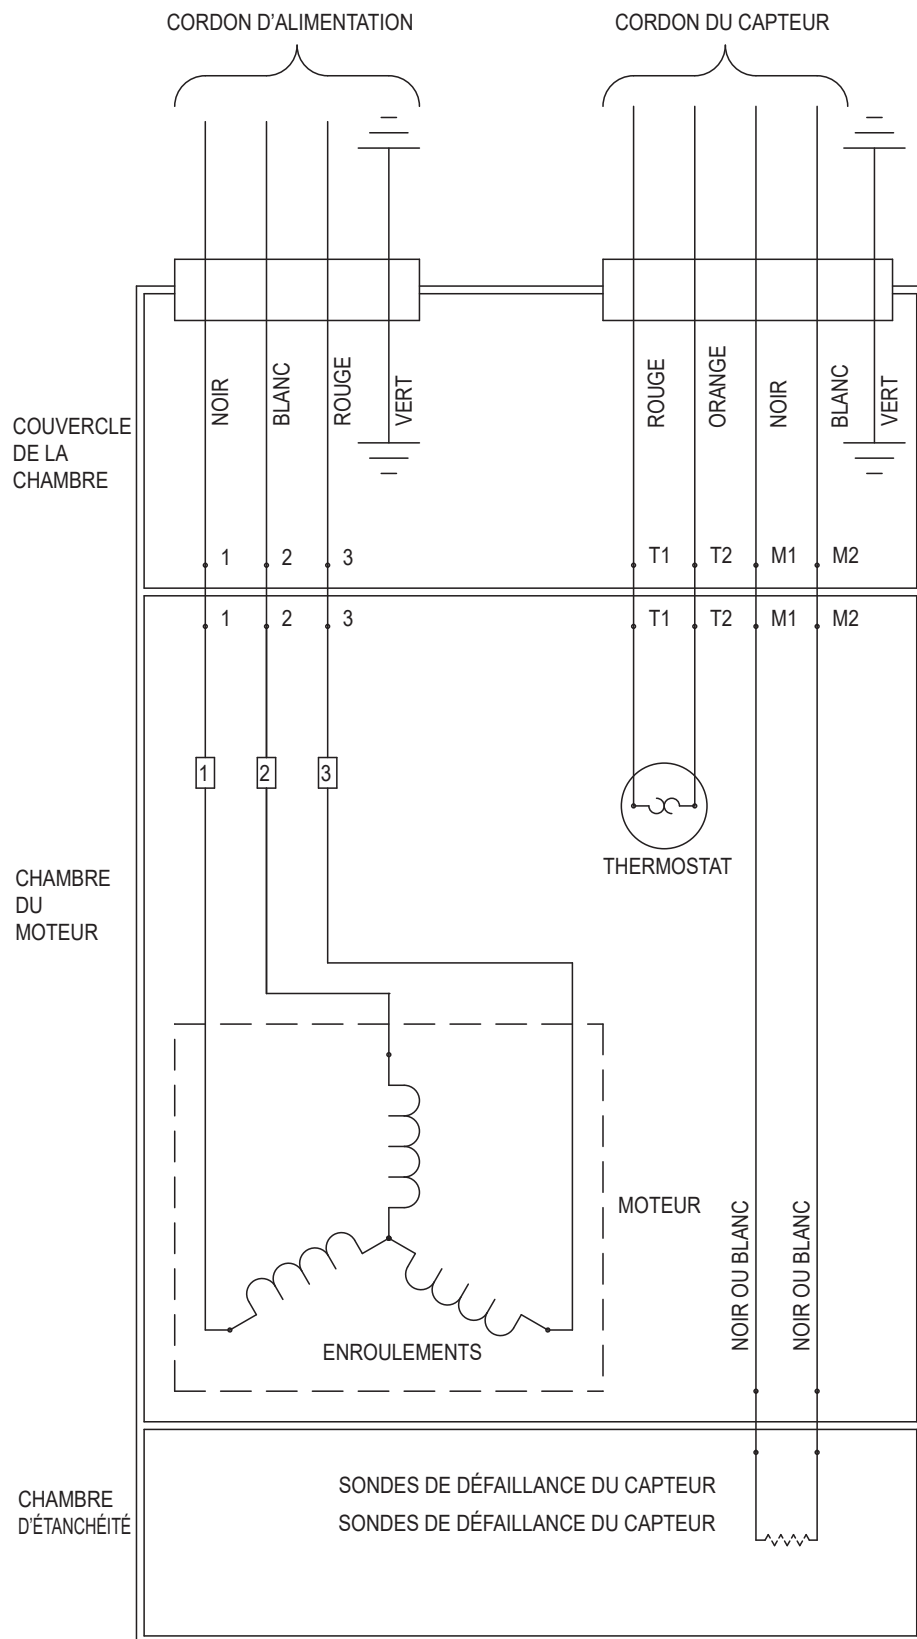 CORDON D'ALIMENTATION
CORDON DU CAPTEUR
NOIR
BLANC
ROUGE
VERT
ROUGE
ORANGE
NOIR
BLANC
VERT
COUVERCLE
DE LA
CHAMBRE
1
2
3
T1
T2
M1
M2
1
2
3
T1
T2
M1
M2
1
2
3
THERMOSTAT
CHAMBRE
DU
MOTEUR
MOTEUR
NOIR OU BLANC
NOIR OU BLANC
ENROULEMENTS
CHAMBRE
D'ÉTANCHÉITÉ
SONDES DE DÉFAILLANCE DU CAPTEUR
SONDES DE DÉFAILLANCE DU CAPTEUR